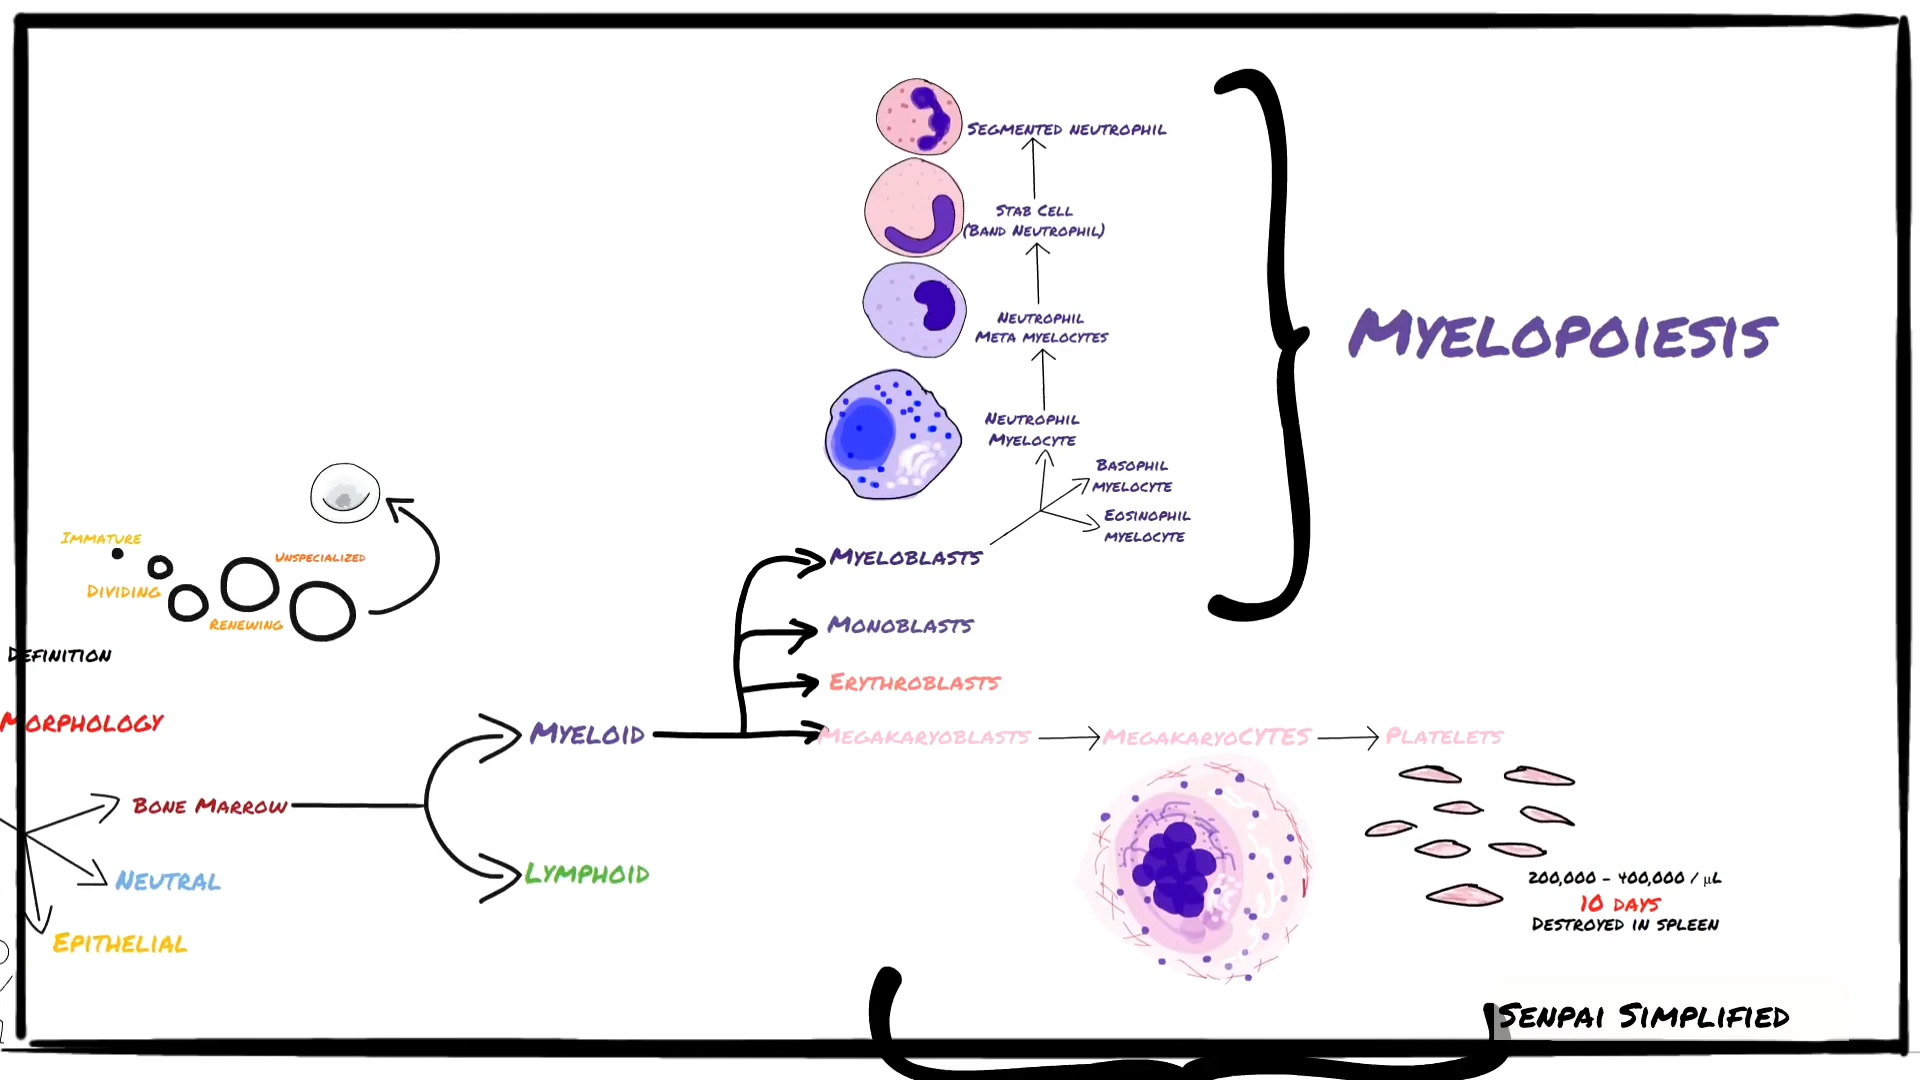 Segmented neutrophil
Stab Cell
(Band Neutrophil)
Neutrophil
Meta myelocytes
Neutrophil
Myelocyte
Basophil
myelocyte
Eosinophil
myelocyte
Myelopoiesis
Immature
Dividing
Unspecialized
Renewing
Definition
Morphology
Bone Marrow
Neutral
Epithelial
Myeloid
Lymphoid
Myeloblasts
Monoblasts
Erythroblasts
Megakaryoblasts
MegakaryoCYTES
Platelets
200,000 - 400,000 / μL
10 days
Destroyed in spleen
Senpai Simplified